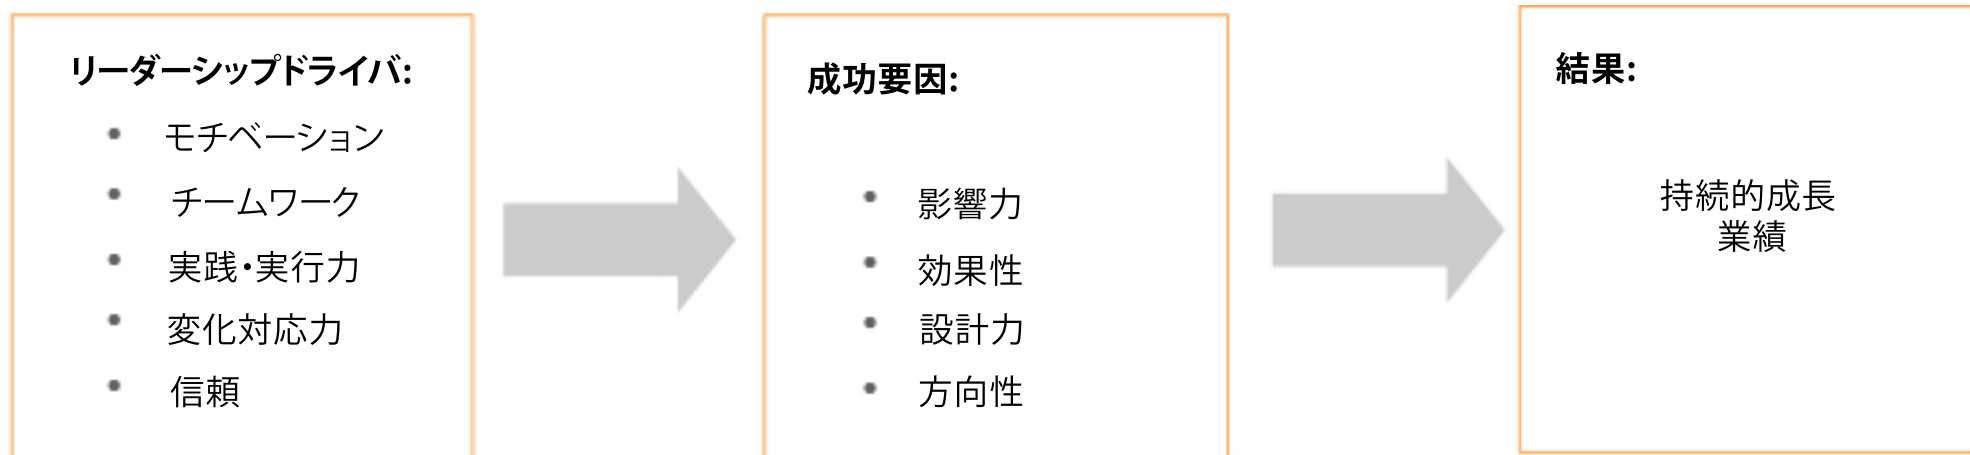 リーダーシップドライバ:
モチベーション
チームワーク
実践・実行力
変化対応力
信頼
成功要因:
影響力
効果性
設計力
方向性
結果:
持続的成長
業績